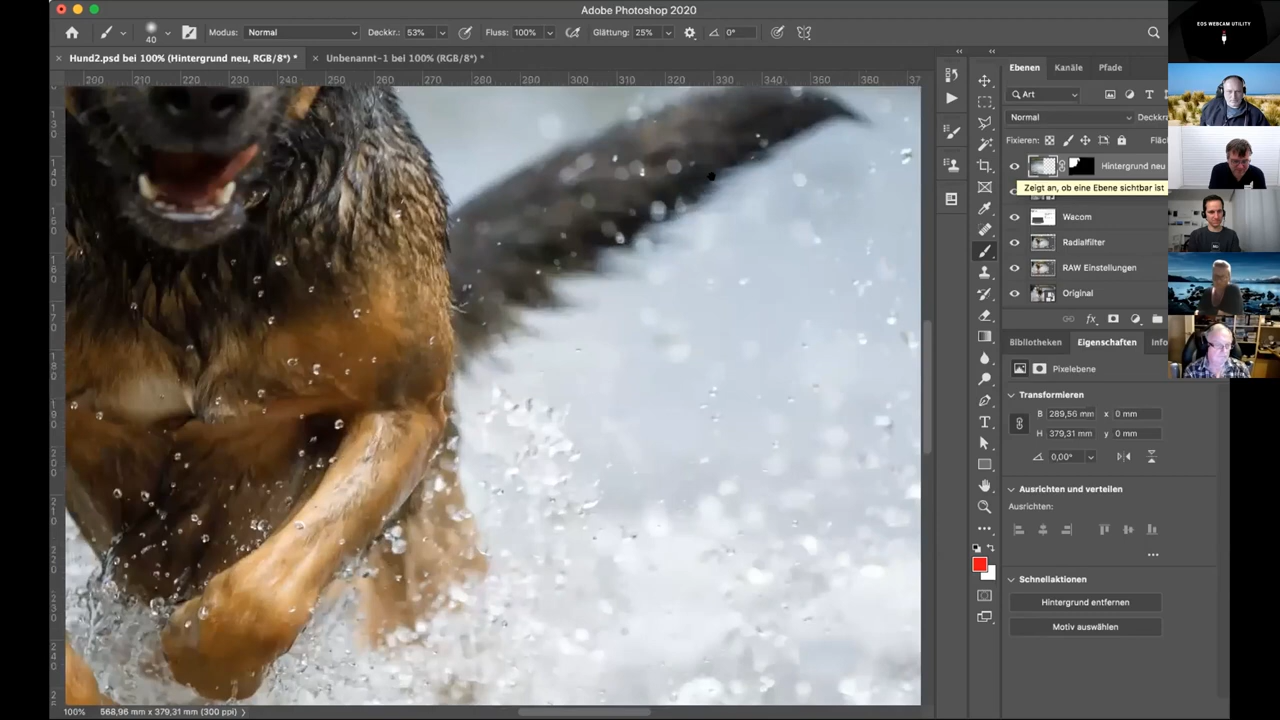 Adobe Photoshop 2020
EOS WEBCAM UTILITY
40 Modus: Normal Deckkr.: 53% Fluss: 100% Glättung: 25% 0°
× Hund2.psd bei 100% (Hintergrund neu, RGB/8*) * × Unbenannt-1 bei 100% (RGB/8*) *
200 210 220 230 240 250 260 270 280 290 300 310 320 330 340 350 360 37
Ebenen Kanäle Pfade
Art
Normal Deckkr
Fixieren: Fläc
Hintergrund neu
Zeigt an, ob eine Ebene sichtbar ist
Wacom
Radialfilter
RAW Einstellungen
Original
fx
Bibliotheken Eigenschaften Info
Pixelebene
Transformieren
B 289,56 mm x 0 mm
H 379,31 mm y 0 mm
0,00°
Ausrichten und verteilen
Ausrichten:
Schnellaktionen
Hintergrund entfernen
Motiv auswählen
100% 568,96 mm x 379,31 mm (300 ppi)